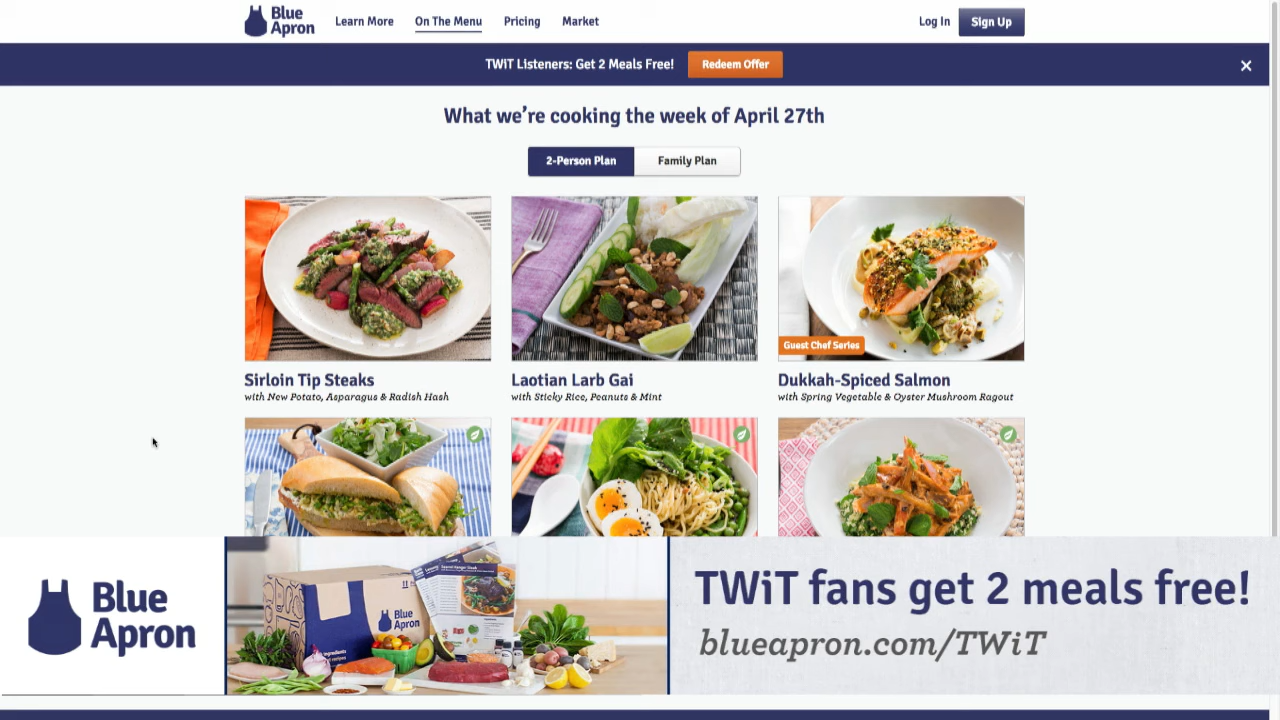 Blue Apron
Learn More
On The Menu
Pricing
Market
Log In
Sign Up
TWiT Listeners: Get 2 Meals Free!
Redeem Offer
What we're cooking the week of April 27th
2-Person Plan
Family Plan
Guest Chef Series
Sirloin Tip Steaks
with New Potato, Asparagus & Radish Hash
Laotian Larb Gai
with Sticky Rice, Peanuts & Mint
Dukkah-Spiced Salmon
with Spring Vegetable & Oyster Mushroom Ragout
Blue
Apron
Blue
Apron
TWiT fans get 2 meals free!
blueapron.com/TWiT